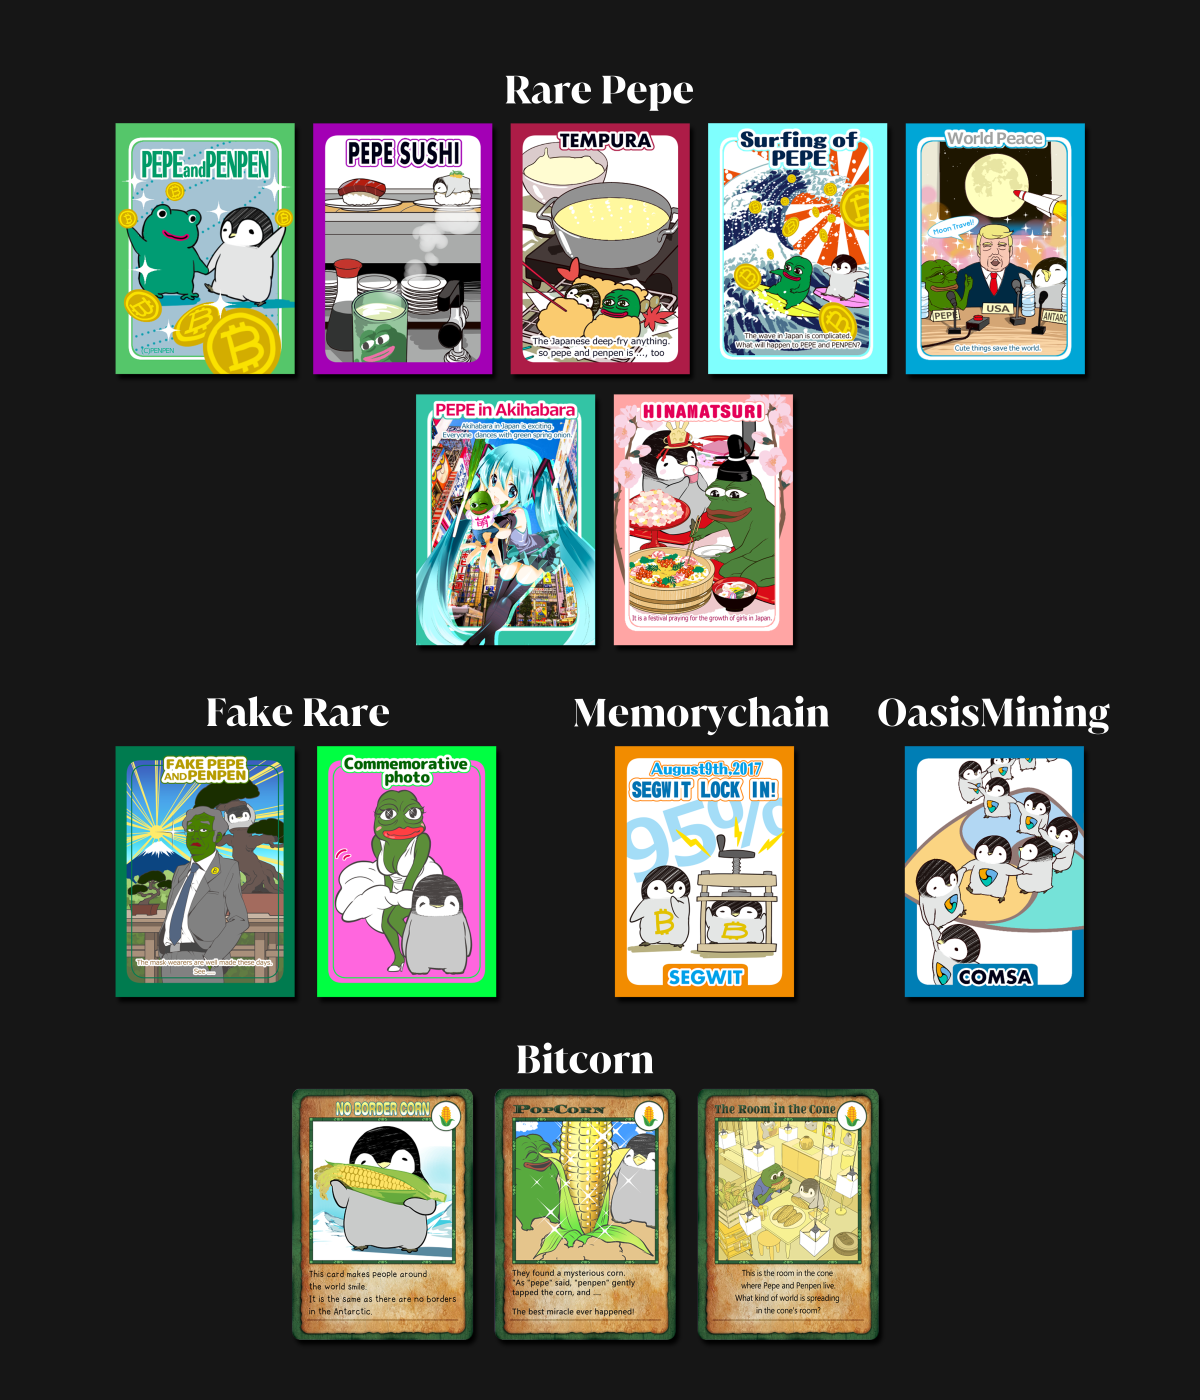 Rare Pepe
PEPEandPENPEN
(C)PENPEN
PEPE SUSHI
TEMPURA
The Japanese deep-fry anything.
so pepe and penpen is ..., too
Surfing of
PEPE
The wave in Japan is complicated.
What will happen to PEPE and PENPEN?
World Peace
Moon Travel!
PEPE
USA
ANTARC
Cute things save the world.
PEPE in Akihabara
Akihabara in Japan is exciting.
Everyone dances with green spring onion.
萌
HINAMATSURI
It is a festival praying for the growth of girls in Japan.
Fake Rare
FAKE PEPE
AND PENPEN
The mask wearers are well made these days.
See ....
Commemorative
photo
Memorychain
August9th,2017
SEGWIT LOCK IN!
95%
SEGWIT
OasisMining
COMSA
Bitcorn
NO BORDER CORN
This card makes people around
the world smile.
It is the same as there are no borders
in the Antarctic.
PopCorn
They found a mysterious corn.
"As "pepe" said, "penpen" gently
tapped the corn, and ....
The best miracle ever happened!
The Room in the Cone
This is the room in the cone
where Pepe and Penpen live.
What kind of world is spreading
in the cone's room?